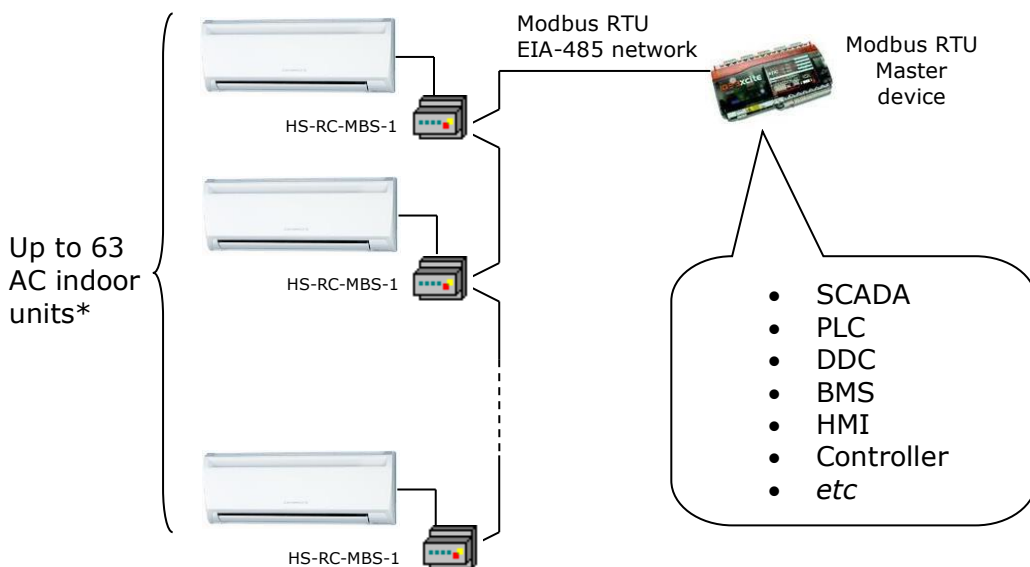 Modbus RTU
EIA-485 network
Modbus RTU
Master
device
HS-RC-MBS-1
HS-RC-MBS-1
Up to 63
AC indoor
units*
• SCADA
• PLC
• DDC
• BMS
• HMI
• Controller
• etc
HS-RC-MBS-1